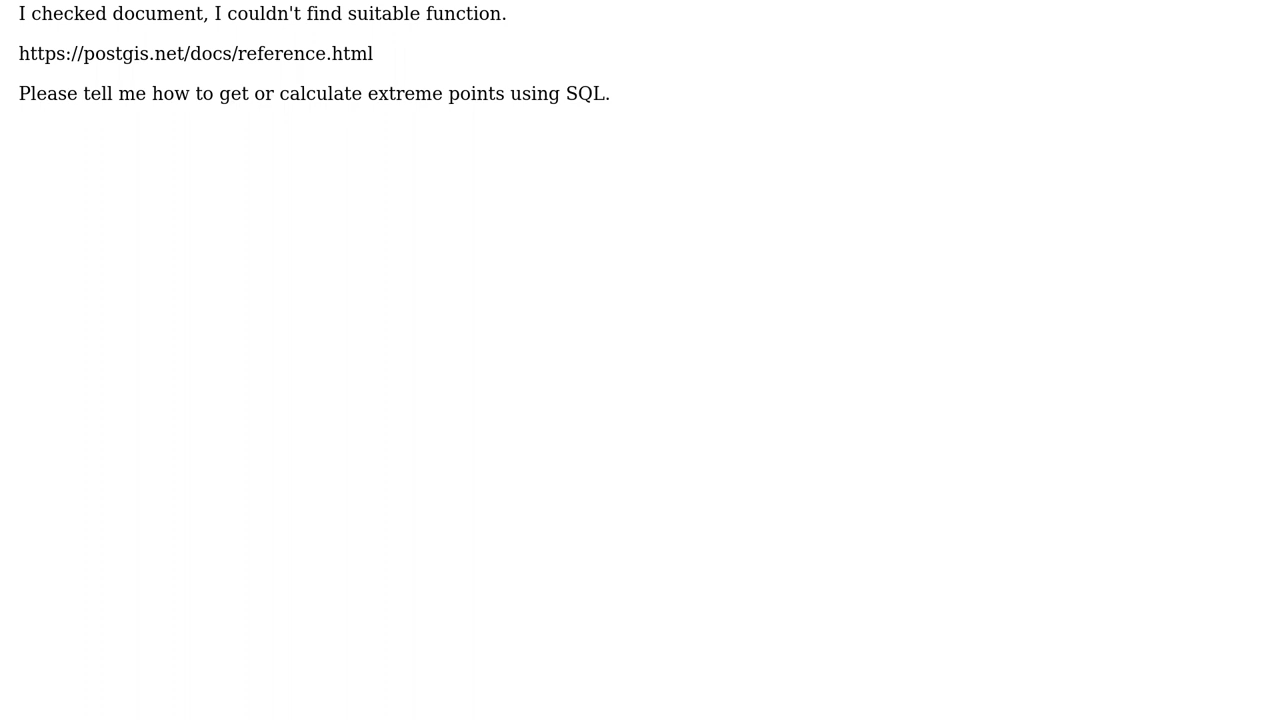 I checked document, I couldn't find suitable function.
https://postgis.net/docs/reference.html
Please tell me how to get or calculate extreme points using SQL.